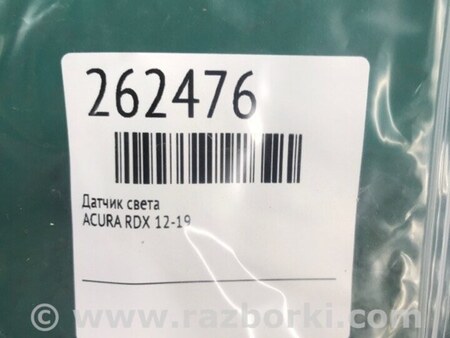 262476
Датчик света
ACURA RDX 12-19
© www.razborki.com